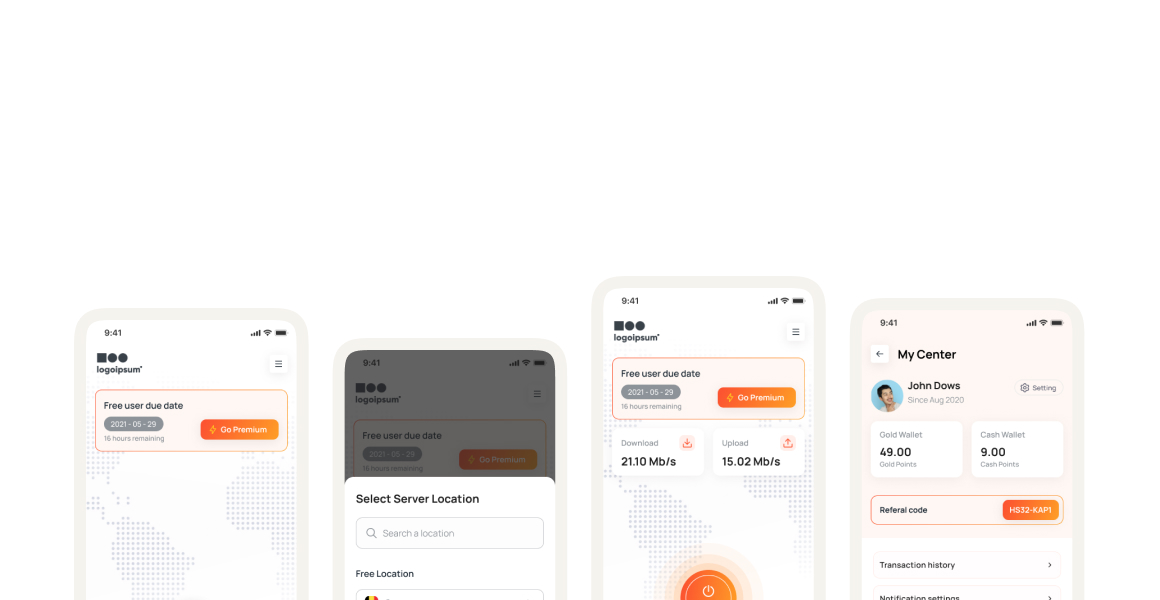 9:41
logoipsum
Free user due date
2021 - 05 - 29
16 hours remaining
Go Premium
9:41
logoipsum
Free user due date
2021 - 05 - 29
16 hours remaining
Go Premium
Select Server Location
Search a location
Free Location
9:41
logoipsum
Free user due date
2021 - 05 - 29
16 hours remaining
Go Premium
Download
21.10 Mb/s
Upload
15.02 Mb/s
9:41
My Center
John Dows
Since Aug 2020
Setting
Gold Wallet
49.00
Gold Points
Cash Wallet
9.00
Cash Points
Referal code
HS32-KAP1
Transaction history
Notification settings